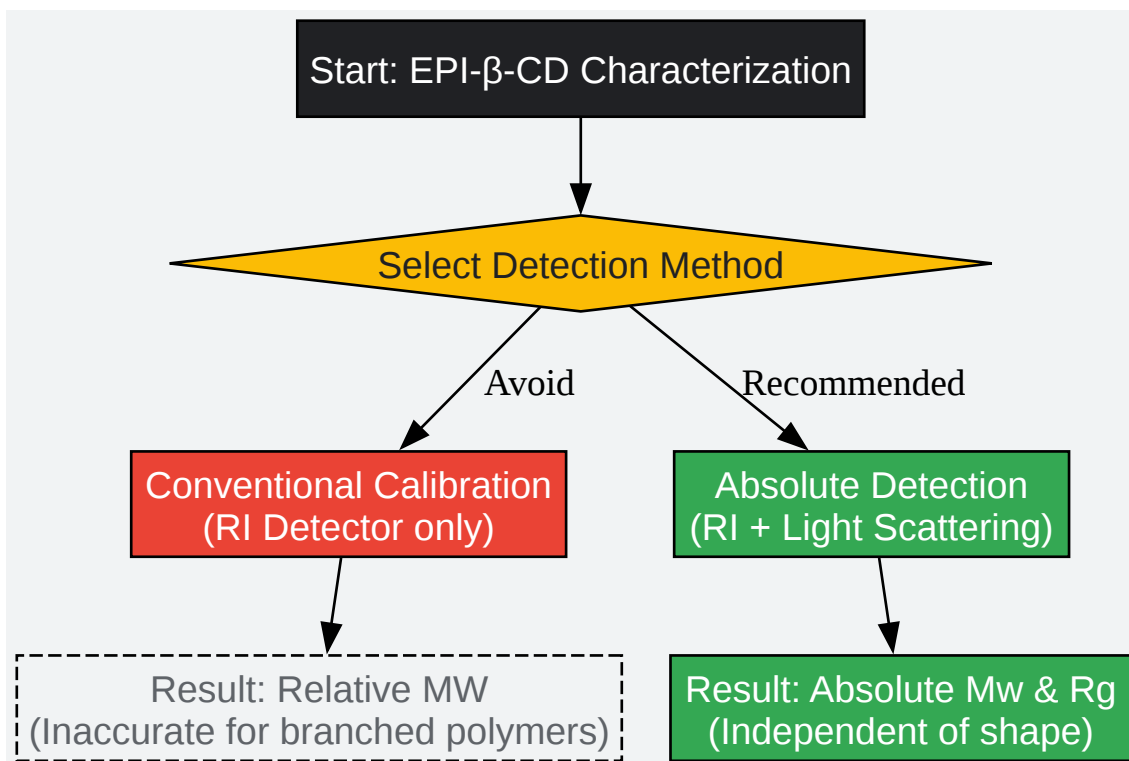 Start: EPI-β-CD Characterization
Select Detection Method
Avoid
Recommended
Conventional Calibration
(RI Detector only)
Absolute Detection
(RI + Light Scattering)
Result: Relative MW
(Inaccurate for branched polymers)
Result: Absolute Mw & Rg
(Independent of shape)